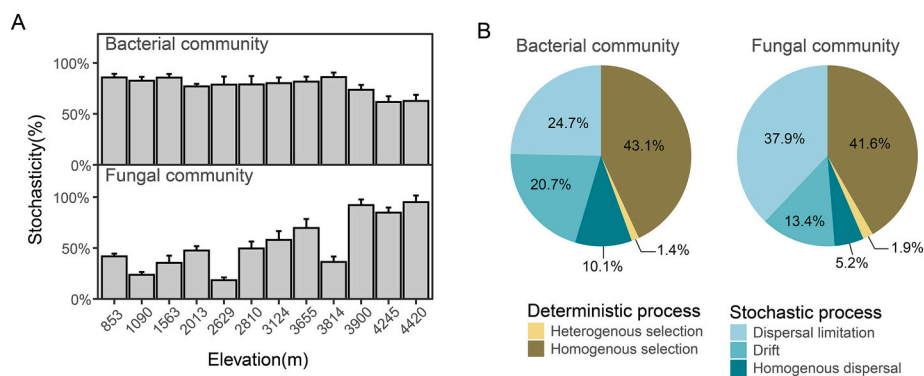 A
Bacterial community
100%
50%
0%
Fungal community
100%
50%
0%
Stochasticity(%)
853
1090
1563
2013
2629
2810
3124
3655
3814
3900
4245
4420
Elevation(m)
B
Bacterial community
24.7%
43.1%
20.7%
10.1%
1.4%
Fungal community
37.9%
41.6%
13.4%
5.2%
1.9%
Deterministic process
Heterogenous selection
Homogenous selection
Stochastic process
Dispersal limitation
Drift
Homogenous dispersal